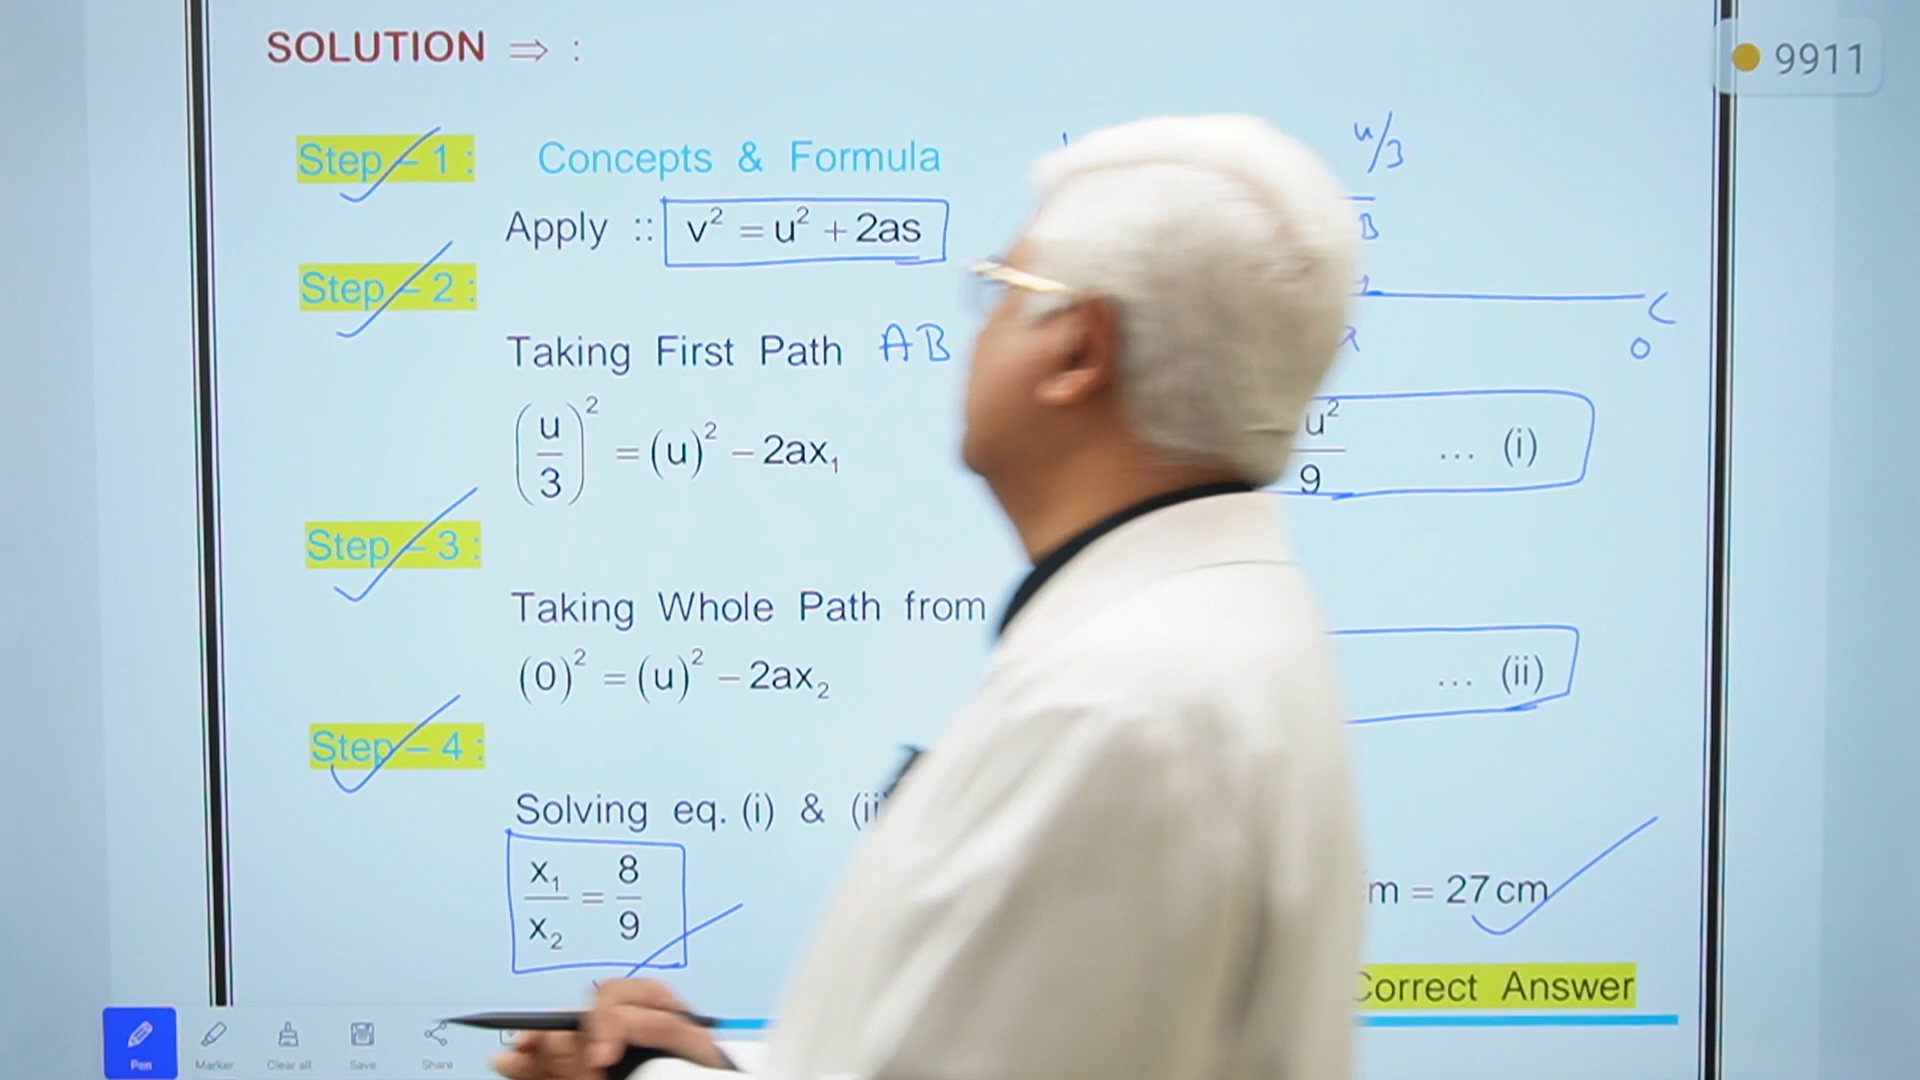 SOLUTION ⇒ :
9911
Step – 1 : Concepts & Formula
u/3
Apply :: v² = u² + 2as
B
Step – 2 :
C
Taking First Path AB
0
(u/3)² = (u)² – 2ax₁
u²/9 ... (i)
Step – 3 :
Taking Whole Path from
(0)² = (u)² – 2ax₂
... (ii)
Step – 4 :
Solving eq. (i) & (ii
x₁/x₂ = 8/9
m = 27 cm
Correct Answer
Pen
Marker
Clear all
Save
Share